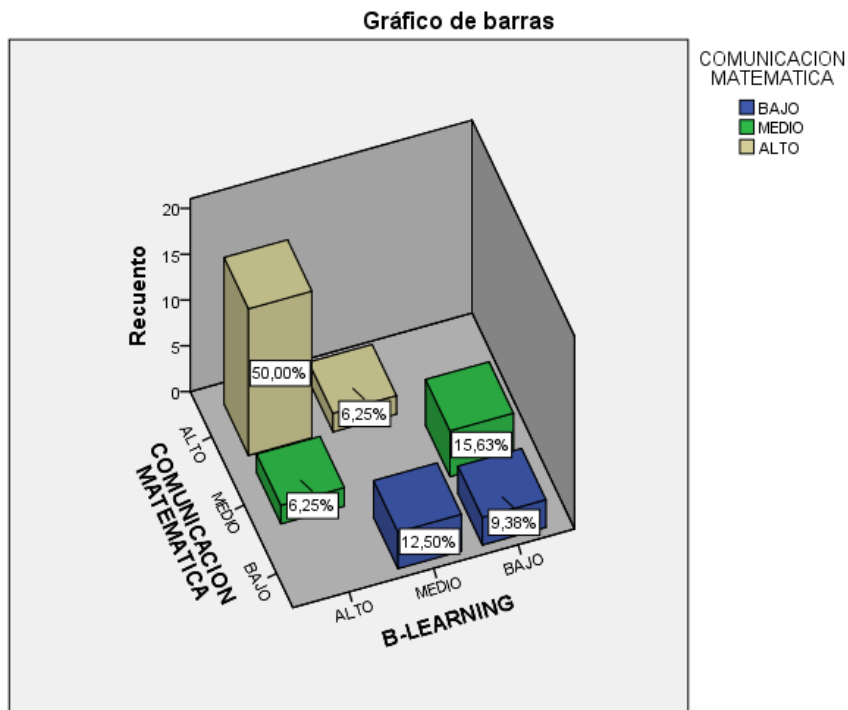 Gráfico de barras
COMUNICACION
MATEMATICA
BAJO
MEDIO
ALTO
Recuento
20
15
10
5
0
50,00%
6,25%
15,63%
6,25%
12,50%
9,38%
ALTO
MEDIO
BAJO
COMUNICACION
MATEMATICA
ALTO
MEDIO
BAJO
B-LEARNING